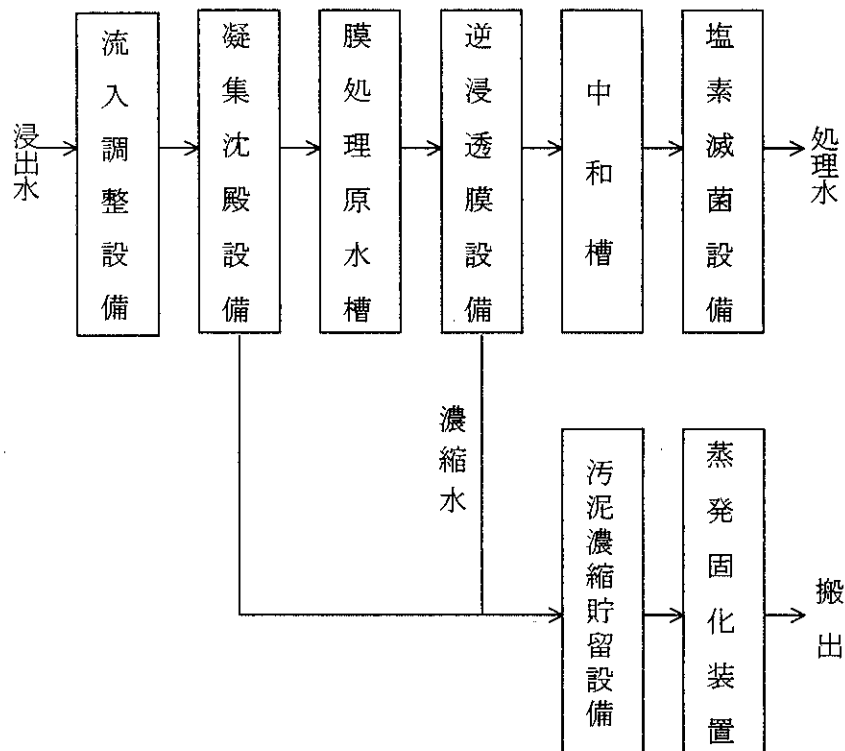 浸出水
流入調整設備
凝集沈殿設備
膜処理原水槽
逆浸透膜設備
中和槽
塩素滅菌設備
処理水
濃縮水
汚泥濃縮貯留設備
蒸発固化装置
搬出